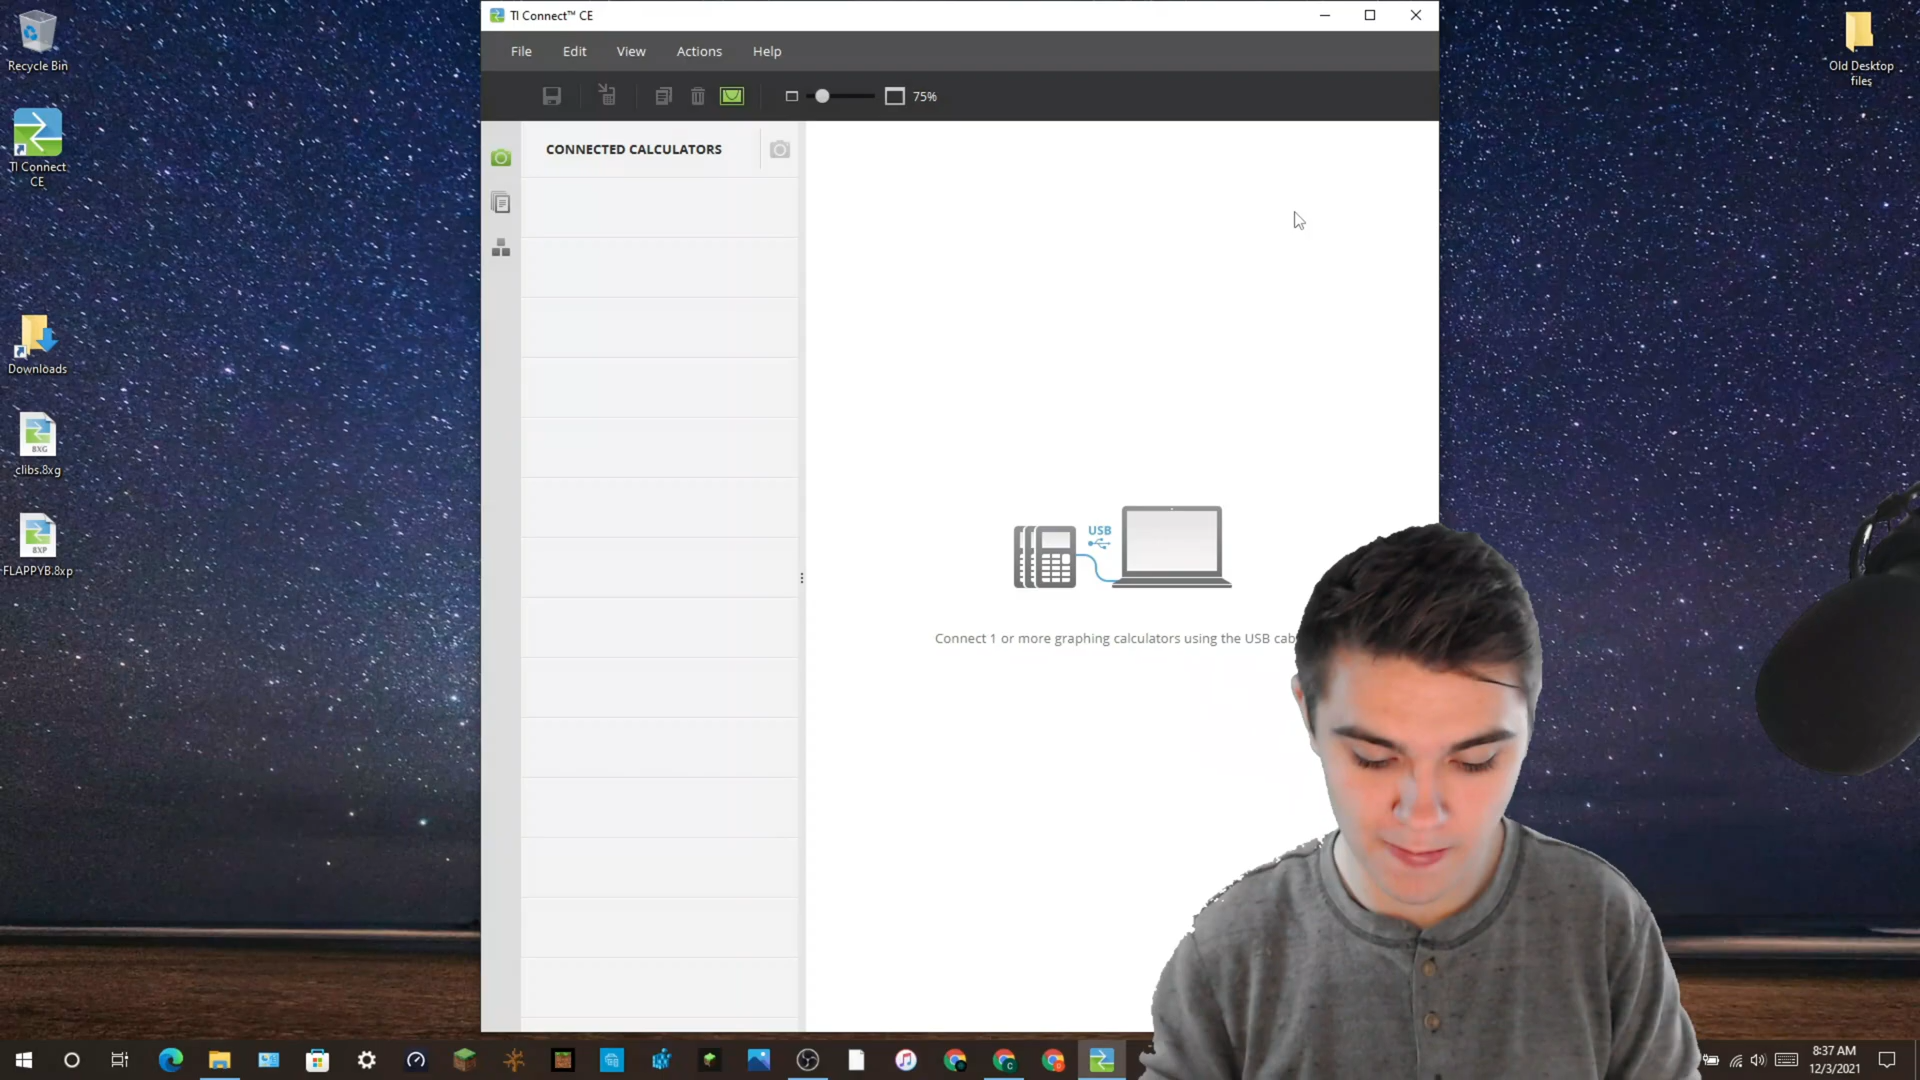 TI Connect™ CE
File Edit View Actions Help
75%
CONNECTED CALCULATORS
USB
Connect 1 or more graphing calculators using the USB cab
Recycle Bin
TI Connect
CE
Downloads
8XG
clibs.8xg
8XP
FLAPPYB.8xp
Old Desktop
files
8:37 AM
12/3/2021